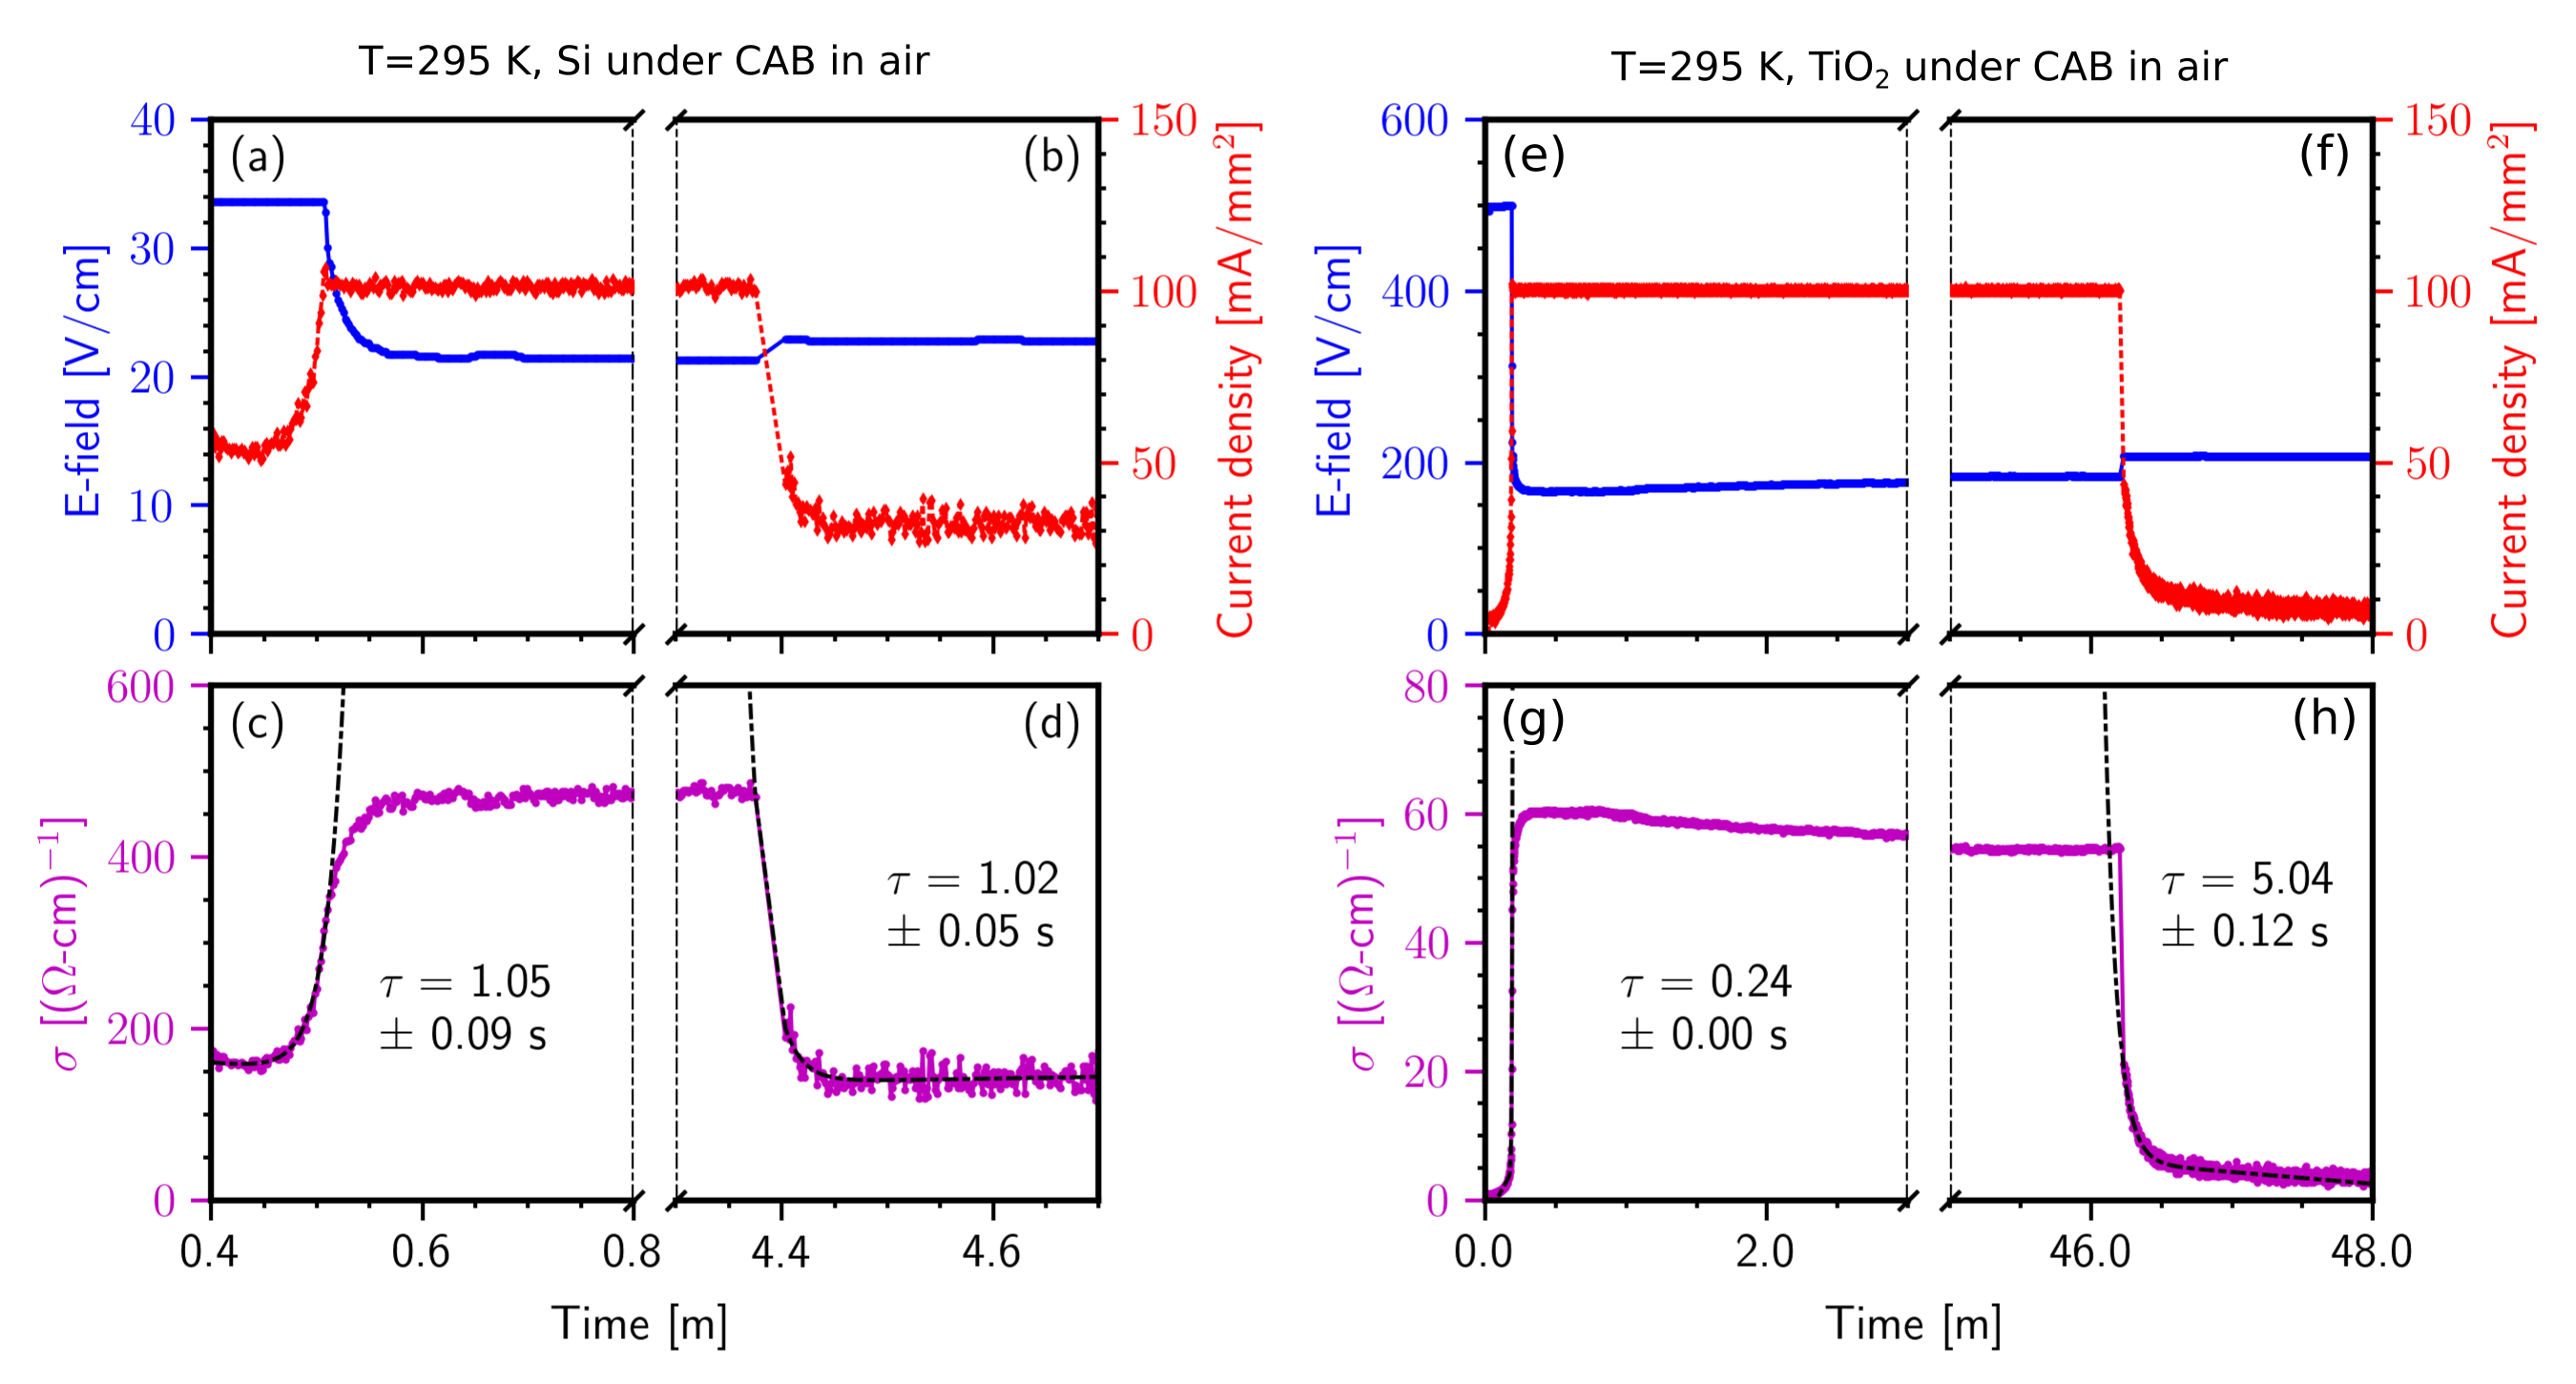 T=295 K, Si under CAB in air
40
30
20
10
0
E-field [V/cm]
(a)
(b)
150
100
50
0
Current density [mA/mm²]
600
400
200
0
σ [(Ω-cm)⁻¹]
(c)
τ = 1.05
± 0.09 s
(d)
τ = 1.02
± 0.05 s
0.4
0.6
0.8
4.4
4.6
Time [m]
T=295 K, TiO₂ under CAB in air
600
400
200
0
E-field [V/cm]
(e)
(f)
150
100
50
0
Current density [mA/mm²]
80
60
40
20
0
σ [(Ω-cm)⁻¹]
(g)
τ = 0.24
± 0.00 s
(h)
τ = 5.04
± 0.12 s
0.0
2.0
46.0
48.0
Time [m]